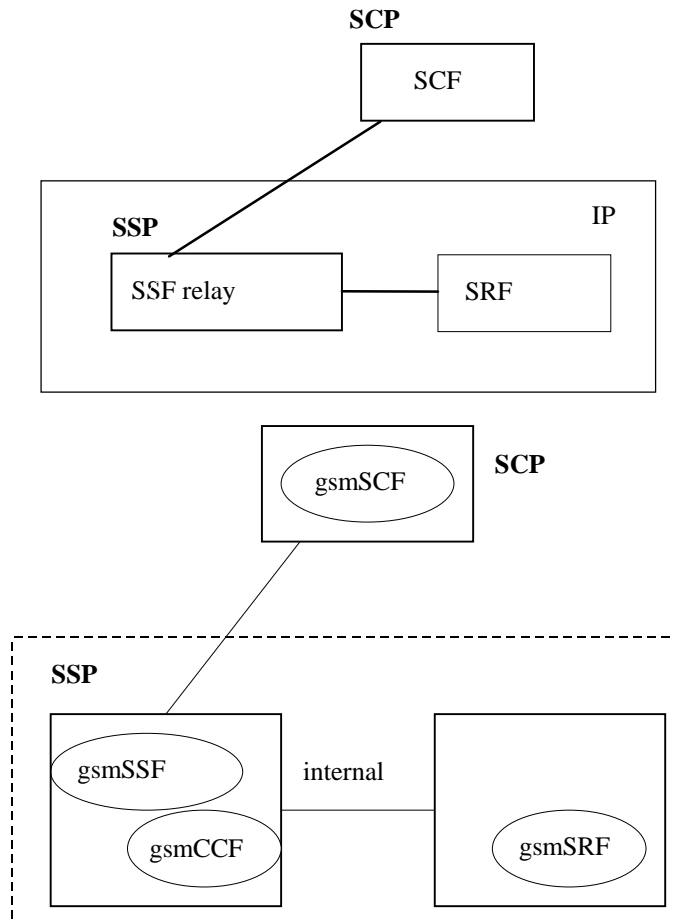 SCP
SCF
IP
SSP
SSF relay
SRF
gsmSCF
SCP
SSP
gsmSSF
internal
gsmCCF
gsmSRF